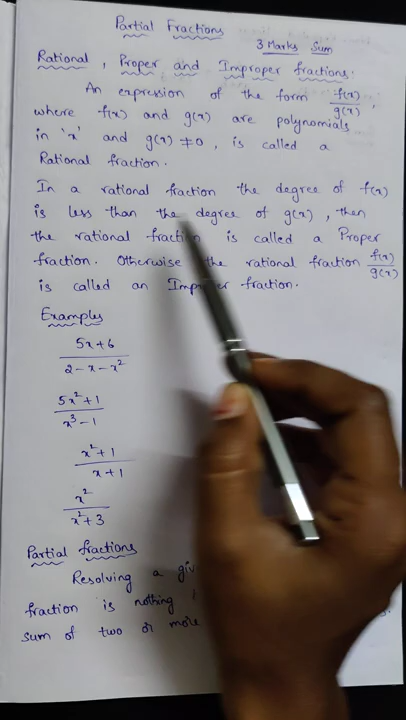 Partial Fractions
3 Marks Sum
Rational, Proper and Improper fractions:
An expression of the form f(x)/g(x),
where f(x) and g(x) are polynomials
in 'x' and g(x) ≠ 0, is called a
Rational fraction.
In a rational fraction the degree of f(x)
is less than the degree of g(x), then
the rational fraction is called a Proper
fraction. Otherwise the rational fraction f(x)/g(x)
is called an Improper fraction.
Examples
5x+6 / 2-x-x²
5x²+1 / x³-1
x²+1 / x+1
x² / x²+3
Partial fractions
Resolving a
fraction is nothing
sum of two or more